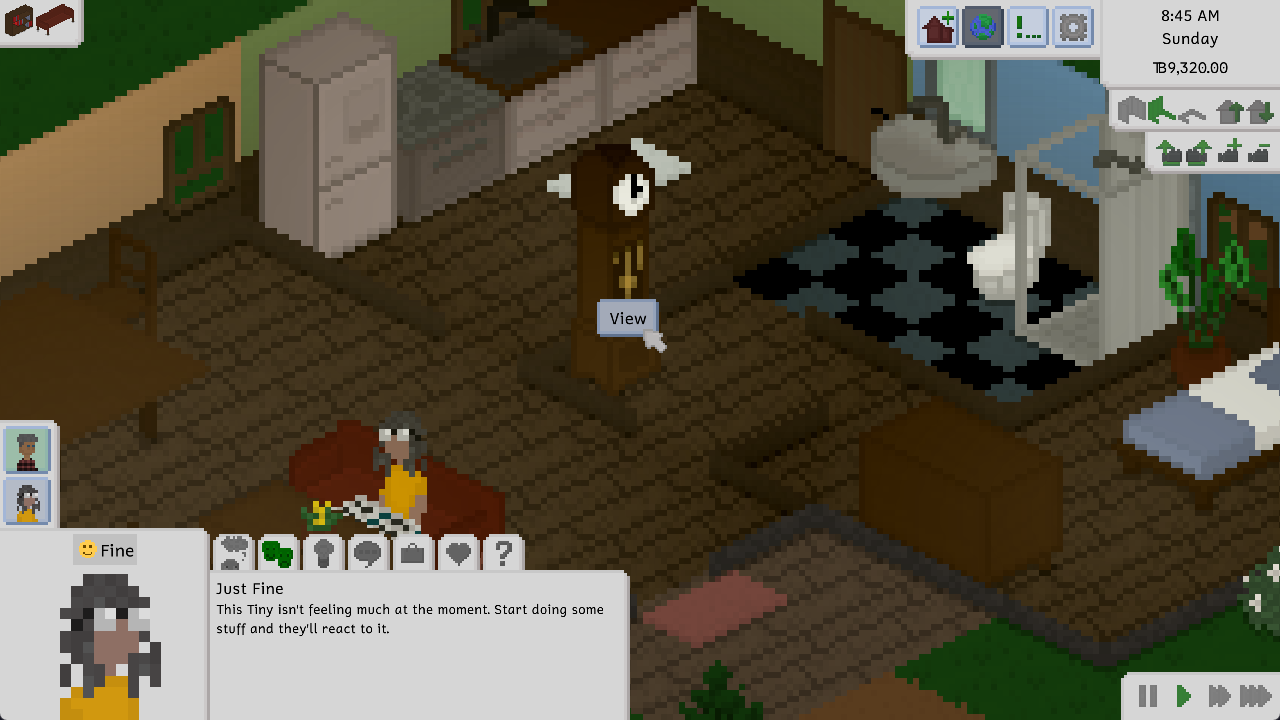 8:45 AM
Sunday
₸B9,320.00
View
Fine
?
Just Fine
This Tiny isn't feeling much at the moment. Start doing some
stuff and they'll react to it.